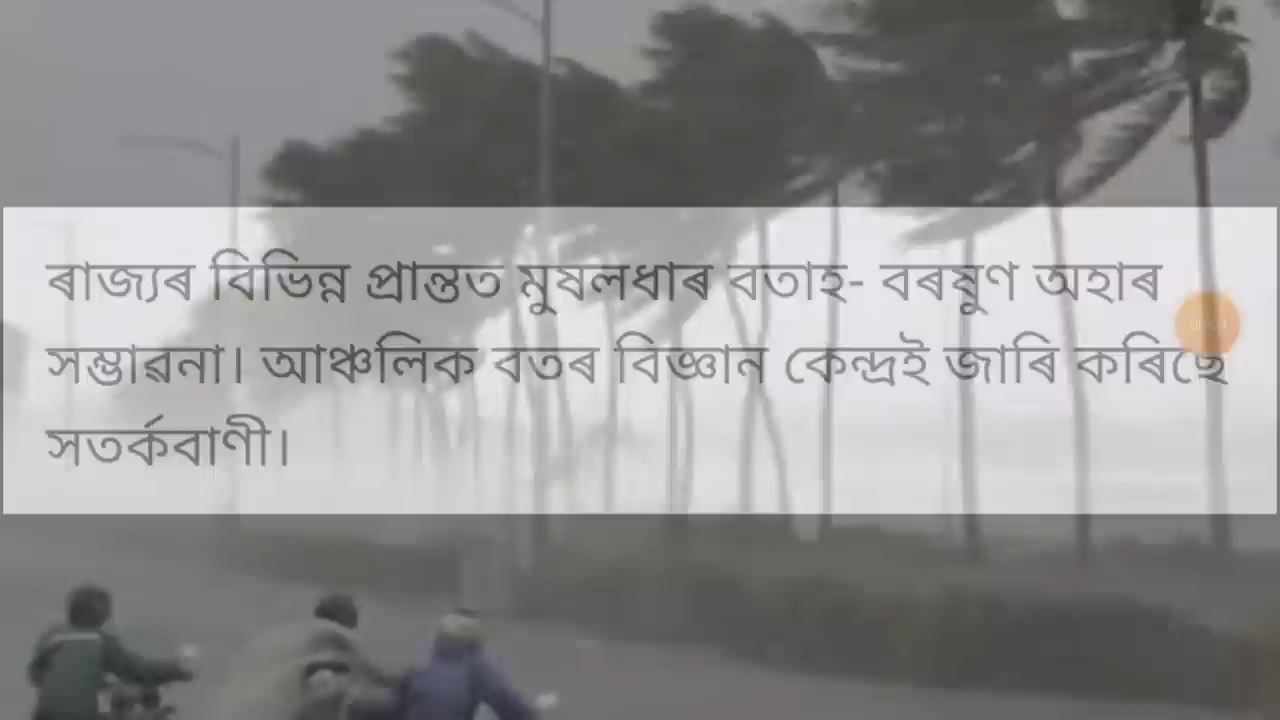 ৰাজ্যৰ বিভিন্ন প্ৰান্তত মুষলধাৰ বতাহ- বৰষুণ অহাৰ
সম্ভাৱনা। আঞ্চলিক বতৰ বিজ্ঞান কেন্দ্ৰই জাৰি কৰিছে
সতৰ্কবাণী।